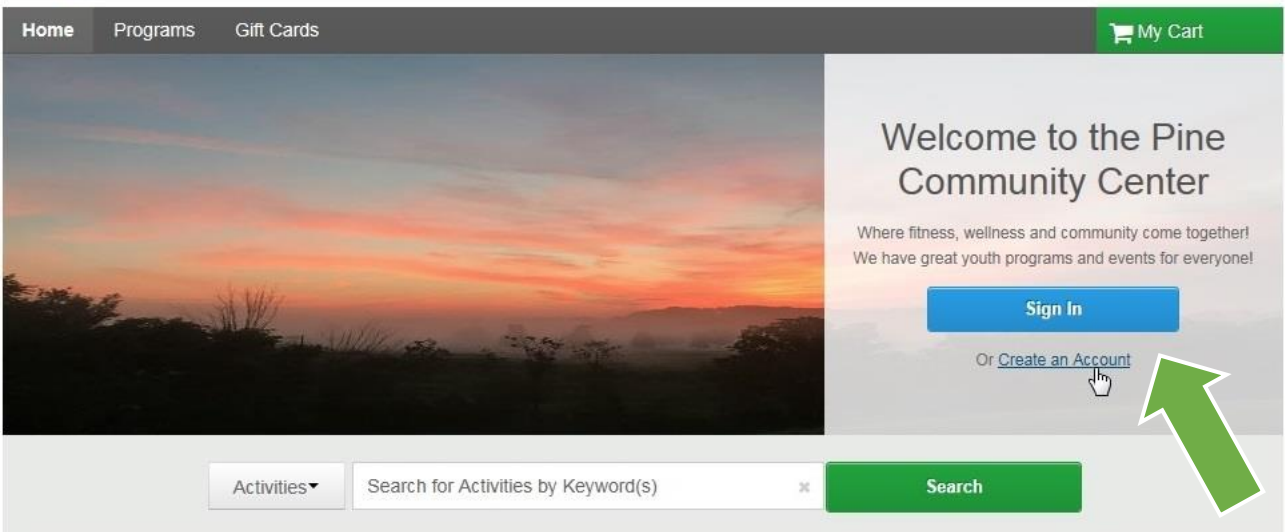 Home Programs Gift Cards My Cart
Welcome to the Pine
Community Center
Where fitness, wellness and community come together!
We have great youth programs and events for everyone!
Sign In
Or Create an Account
Activities Search for Activities by Keyword(s) Search